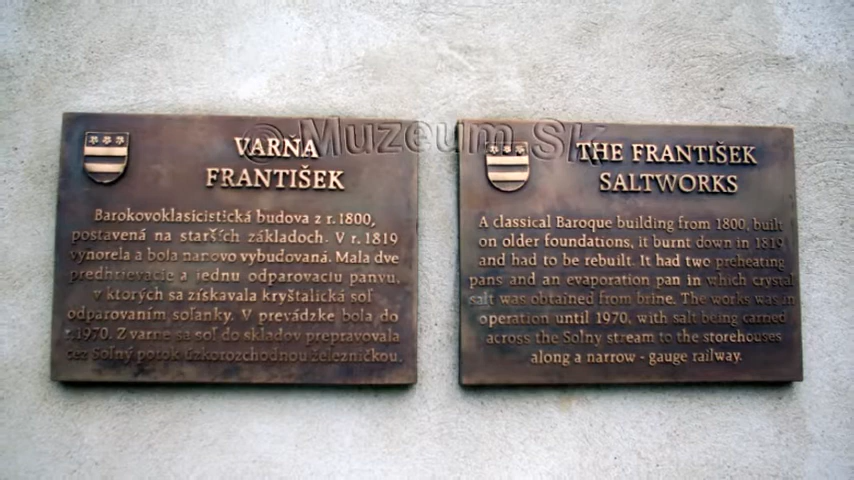 © Muzeum.SK
VARŇA
FRANTIŠEK
Barokovoklasicistická budova z r. 1800,
postavená na starších základoch. V r. 1819
vyhorela a bola nanovo vybudovaná. Mala dve
predhrievacie a jednu odparovaciu panvu,
v ktorých sa získavala kryštalická soľ
odparovaním soľanky. V prevádzke bola do
r. 1970. Z varne sa soľ do skladov prepravovala
cez Soľný potok úzkorozchodnou železničkou.
THE FRANTIŠEK
SALTWORKS
A classical Baroque building from 1800, built
on older foundations, it burnt down in 1819
and had to be rebuilt. It had two preheating
pans and an evaporation pan in which crystal
salt was obtained from brine. The works was in
operation until 1970, with salt being carried
across the Solny stream to the storehouses
along a narrow - gauge railway.